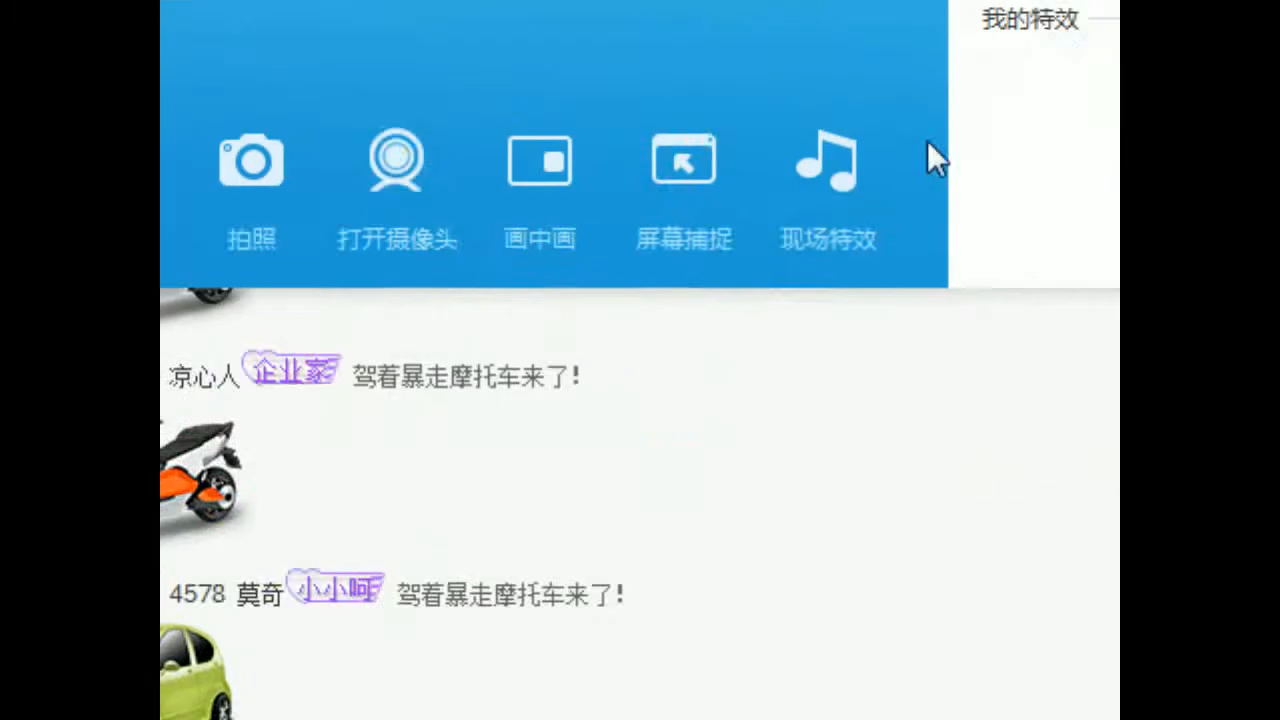 我的特效
拍照
打开摄像头
画中画
屏幕捕捉
现场特效
凉心人 企业家 驾着暴走摩托车来了!
4578 莫奇 小小呵 驾着暴走摩托车来了!